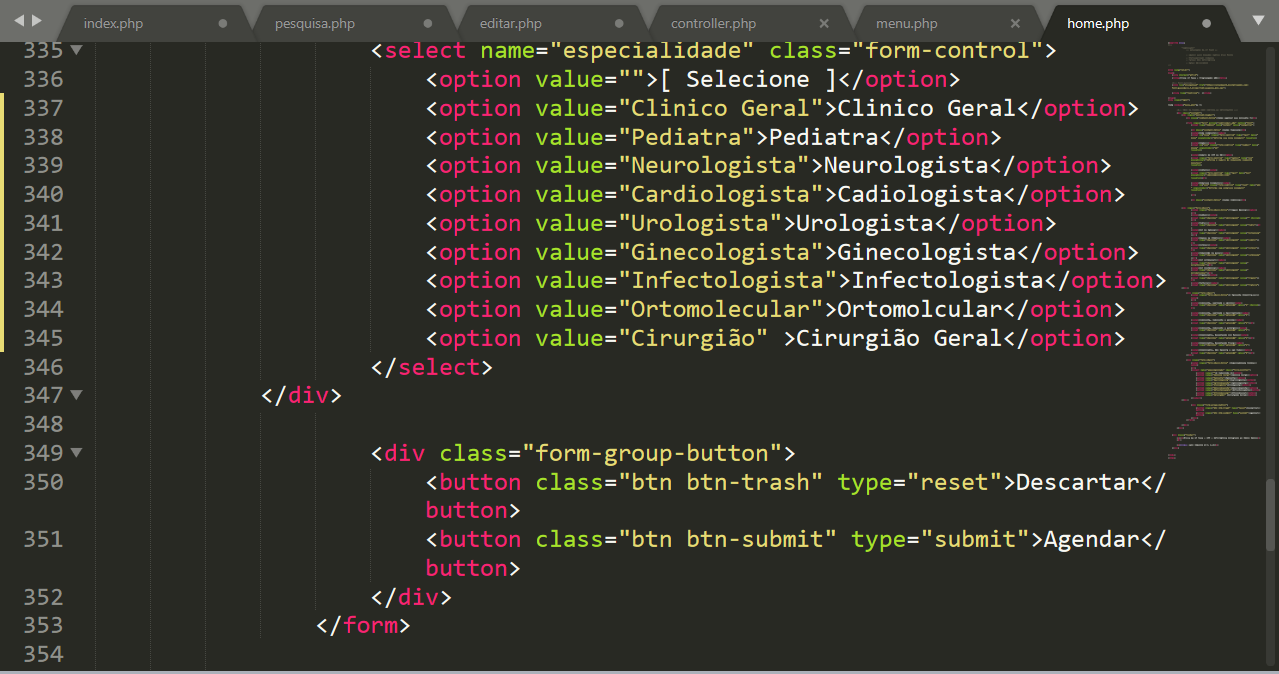 index.php pesquisa.php editar.php controller.php menu.php home.php
335 <select name="especialidade" class="form-control">
336 <option value="">[ Selecione ]</option>
337 <option value="Clinico Geral">Clinico Geral</option>
338 <option value="Pediatra">Pediatra</option>
339 <option value="Neurologista">Neurologista</option>
340 <option value="Cardiologista">Cadiologista</option>
341 <option value="Urologista ">Urologista</option>
342 <option value="Ginecologista ">Ginecologista</option>
343 <option value="Infectologista">Infectologista</option>
344 <option value="Ortomolecular">Ortomolcular</option>
345 <option value="Cirurgião" >Cirurgião Geral</option>
346 </select>
347 </div>
348
349 <div class="form-group-button">
350 <button class="btn btn-trash" type="reset">Descartar</
button>
351 <button class="btn btn-submit" type="submit">Agendar</
button>
352 </div>
353 </form>
354